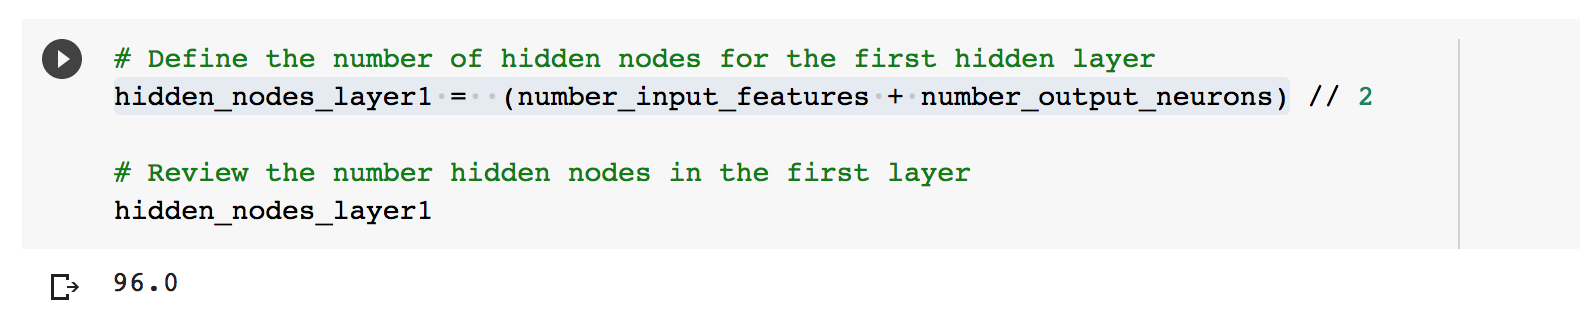 # Define the number of hidden nodes for the first hidden layer
hidden_nodes_layer1 =  (number_input_features + number_output_neurons) // 2
# Review the number hidden nodes in the first layer
hidden_nodes_layer1
96.0